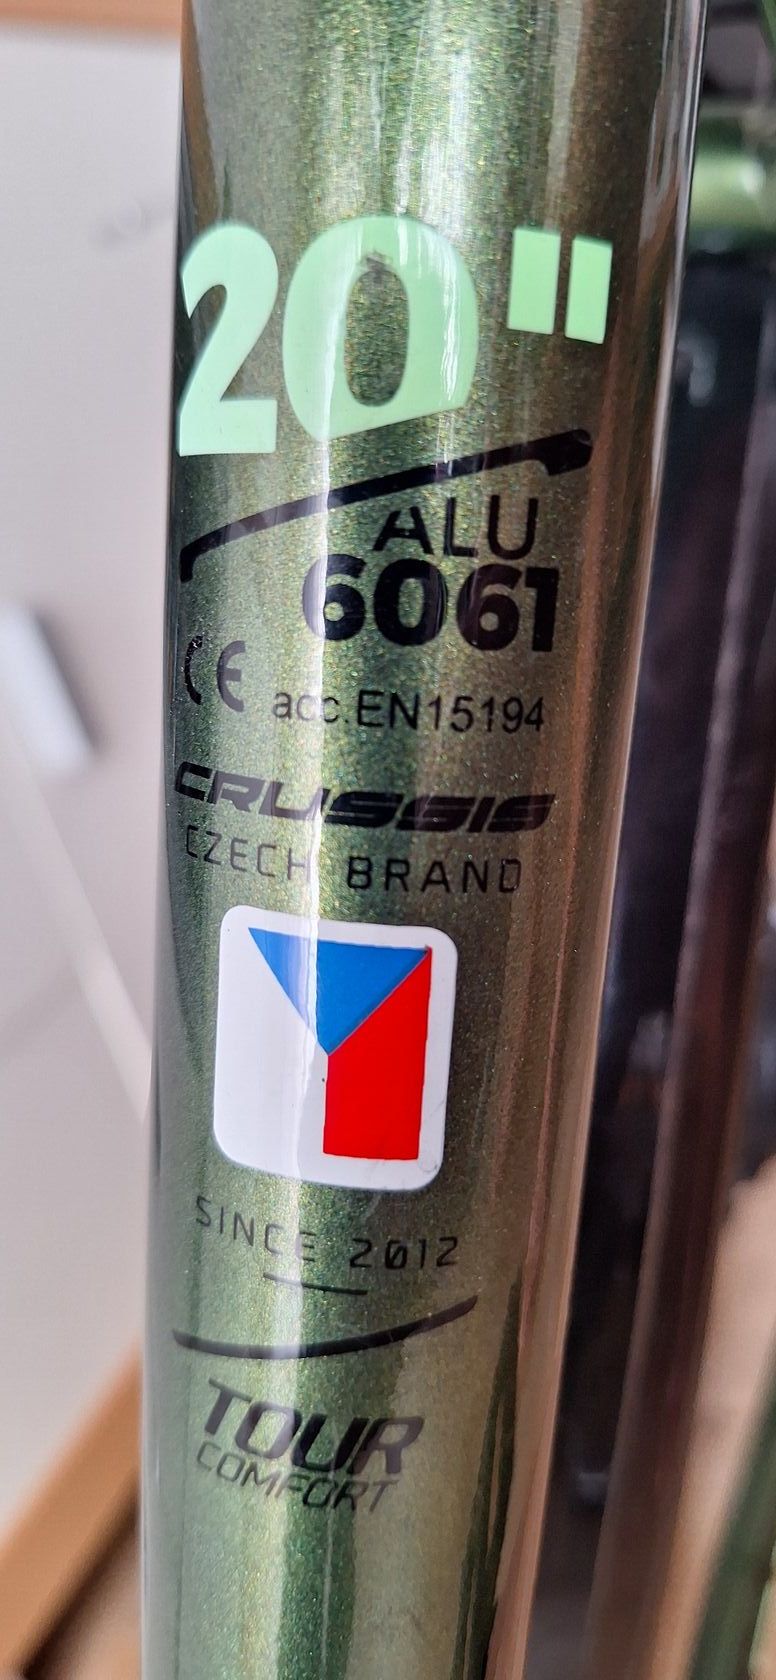 20"
ALU
6061
CE acc.EN15194
CRUSSIS
CZECH BRAND
SINCE 2012
TOUR
COMFORT